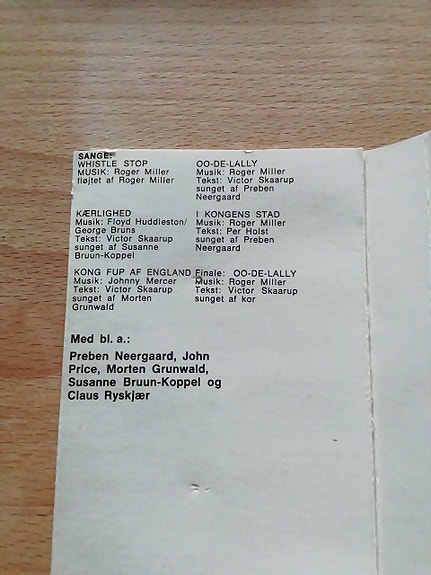 SANGE:
WHISTLE STOP
MUSIK: Roger Miller
fløjtet af Roger Miller
OO-DE-LALLY
Musik: Roger Miller
Tekst: Victor Skaarup
sunget af Preben
Neergaard
KÆRLIGHED
Musik: Floyd Huddleston/
George Bruns
Tekst: Victor Skaarup
sunget af Susanne
Bruun-Koppel
I KONGENS STAD
Musik: Roger Miller
Tekst: Per Holst
sunget af Preben
Neergaard
KONG FUP AF ENGLAND
Musik: Johnny Mercer
Tekst: Victor Skaarup
sunget af Morten
Grunwald
Finale: OO-DE-LALLY
Musik: Roger Miller
Tekst: Victor Skaarup
sunget af kor
Med bl. a.:
Preben Neergaard, John
Price, Morten Grunwald,
Susanne Bruun-Koppel og
Claus Ryskjær